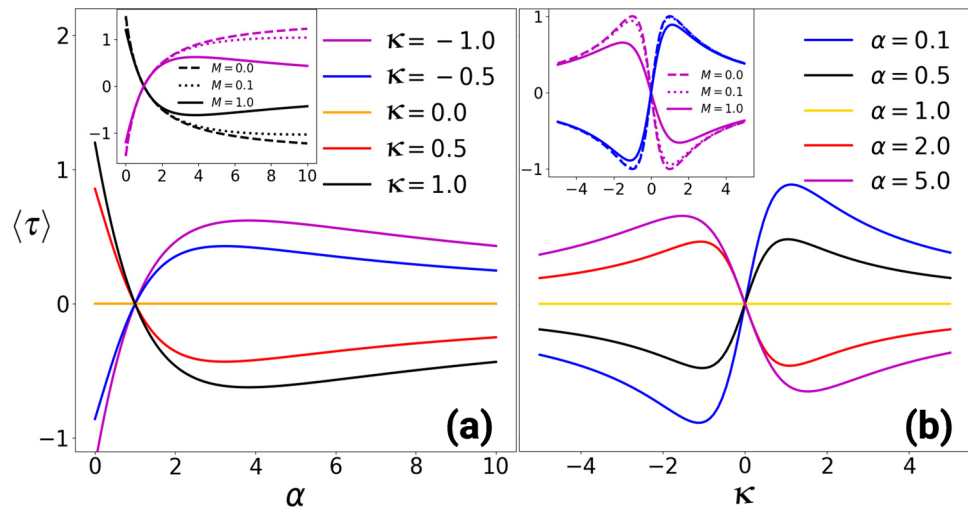 2
1
0
−1
⟨τ⟩
0 2 4 6 8 10
α
1
0
−1
0 2 4 6 8 10
M = 0.0
M = 0.1
M = 1.0
κ = − 1.0
κ = − 0.5
κ = 0.0
κ = 0.5
κ = 1.0
(a)
1
0
−1
−4 −2 0 2 4
M = 0.0
M = 0.1
M = 1.0
α = 0.1
α = 0.5
α = 1.0
α = 2.0
α = 5.0
(b)
−4 −2 0 2 4
κ